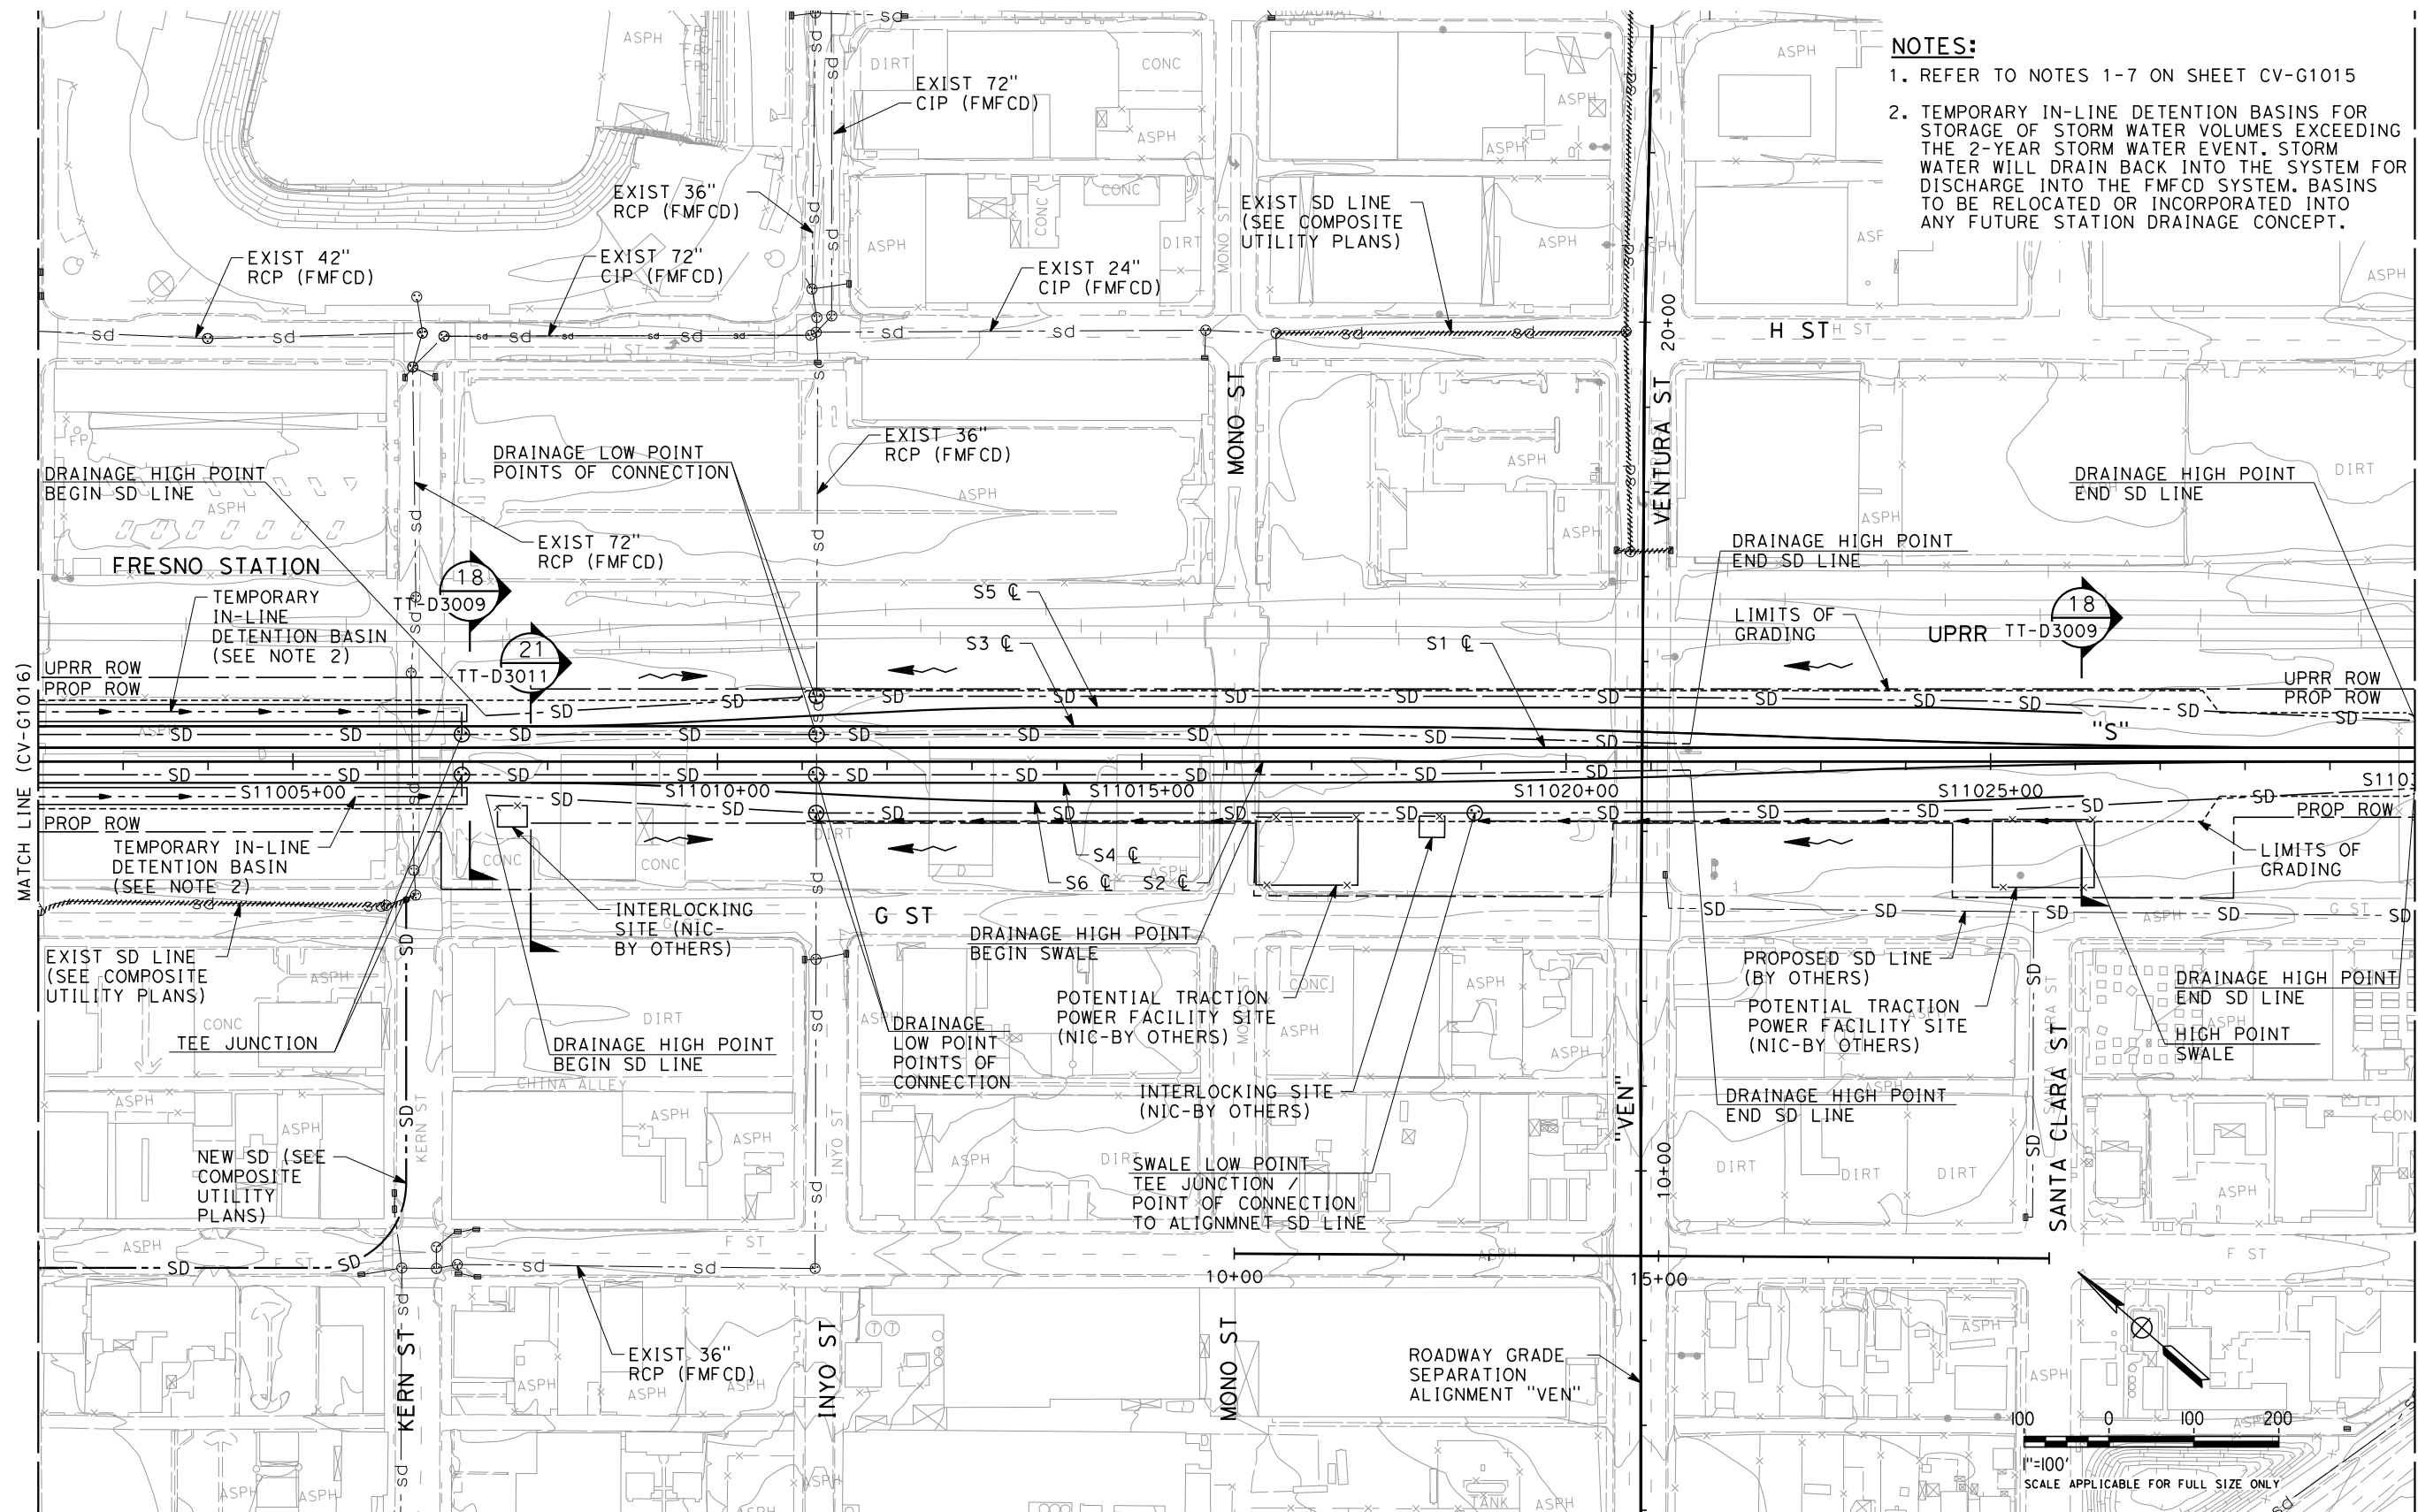 NOTES:
1. REFER TO NOTES 1-7 ON SHEET CV-G1015
2. TEMPORARY IN-LINE DETENTION BASINS FOR
STORAGE OF STORM WATER VOLUMES EXCEEDING
THE 2-YEAR STORM WATER EVENT. STORM
WATER WILL DRAIN BACK INTO THE SYSTEM FOR
DISCHARGE INTO THE FMFCD SYSTEM. BASINS
TO BE RELOCATED OR INCORPORATED INTO
ANY FUTURE STATION DRAINAGE CONCEPT.
EXIST 72"
CIP (FMFCD)
EXIST 36"
RCP (FMFCD)
EXIST SD LINE
(SEE COMPOSITE
UTILITY PLANS)
EXIST 42"
RCP (FMFCD)
EXIST 72"
CIP (FMFCD)
EXIST 24"
CIP (FMFCD)
H ST
H ST
H ST
20+00
MONO ST
MONO ST
VENTURA ST
EXIST 36"
RCP (FMFCD)
DRAINAGE LOW POINT
POINTS OF CONNECTION
DRAINAGE HIGH POINT
BEGIN SD LINE
DRAINAGE HIGH POINT
END SD LINE
EXIST 72"
RCP (FMFCD)
DRAINAGE HIGH POINT
END SD LINE
FRESNO STATION
18
TT-D3009
21
TT-D3011
18
TT-D3009
TEMPORARY
IN-LINE
DETENTION BASIN
(SEE NOTE 2)
S5 ℄
S3 ℄
S1 ℄
LIMITS OF
GRADING
UPRR
UPRR ROW
PROP ROW
UPRR ROW
PROP ROW
MATCH LINE (CV-G1016)
"S"
S11005+00
S11010+00
S11015+00
S11020+00
S11025+00
PROP ROW
PROP ROW
TEMPORARY IN-LINE
DETENTION BASIN
(SEE NOTE 2)
S4 ℄
S6 ℄
S2 ℄
LIMITS OF
GRADING
INTERLOCKING
SITE (NIC-
BY OTHERS)
G ST
G ST
DRAINAGE HIGH POINT
BEGIN SWALE
EXIST SD LINE
(SEE COMPOSITE
UTILITY PLANS)
TEE JUNCTION
DRAINAGE HIGH POINT
BEGIN SD LINE
DRAINAGE
LOW POINT
POINTS OF
CONNECTION
POTENTIAL TRACTION
POWER FACILITY SITE
(NIC-BY OTHERS)
INTERLOCKING SITE
(NIC-BY OTHERS)
PROPOSED SD LINE
(BY OTHERS)
POTENTIAL TRACTION
POWER FACILITY SITE
(NIC-BY OTHERS)
DRAINAGE HIGH POINT
END SD LINE
HIGH POINT
SWALE
DRAINAGE HIGH POINT
END SD LINE
CHINA ALLEY
KERN ST
INYO ST
"VEN"
SANTA CLARA ST
NEW SD (SEE
COMPOSITE
UTILITY
PLANS)
SWALE LOW POINT
TEE JUNCTION /
POINT OF CONNECTION
TO ALIGNMNET SD LINE
10+00
F ST
F ST
F ST
10+00
15+00
KERN ST
INYO ST
MONO ST
EXIST 36"
RCP (FMFCD)
ROADWAY GRADE
SEPARATION
ALIGNMENT "VEN"
TANK
100 0 100 200
1"=100'
SCALE APPLICABLE FOR FULL SIZE ONLY